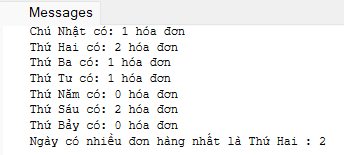 Messages
Chủ Nhật có: 1 hóa đơn
Thứ Hai có: 2 hóa đơn
Thứ Ba có: 1 hóa đơn
Thứ Tư có: 1 hóa đơn
Thứ Năm có: 0 hóa đơn
Thứ Sáu có: 2 hóa đơn
Thứ Bảy có: 0 hóa đơn
Ngày có nhiều đơn hàng nhất là Thứ Hai : 2